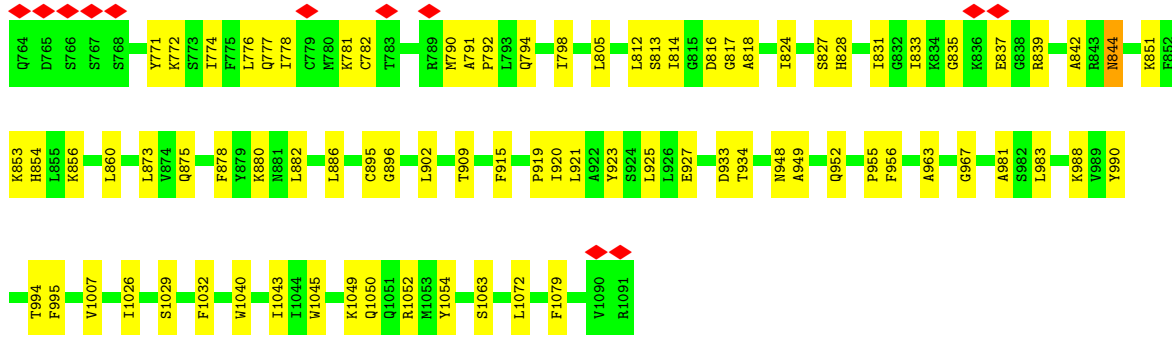 Q764 D765 S766 S767 S768 Y771 K772 S773 I774 F775 L776 Q777 I778 C779 M780 K781 C782 T783 R789 M790 A791 P792 L793 Q794 I798 L805 L812 S813 I814 G815 D816 G817 A818 I824 S827 H828 I831 G832 I833 K834 G835 K836 E837 G838 R839 A842 R843 N844 K851 F852
K853 H854 L855 K856 L860 L873 V874 Q875 F878 Y879 K880 N881 L882 L886 C895 G896 L902 T909 F915 P919 I920 L921 A922 Y923 S924 L925 L926 E927 D933 T934 N948 A949 Q952 P955 F956 A963 G967 A981 S982 L983 K988 V989 Y990
T994 F995 V1007 I1026 S1029 F1032 W1040 I1043 I1044 W1045 K1049 Q1050 Q1051 R1052 M1053 Y1054 S1063 L1072 F1079 V1090 R1091